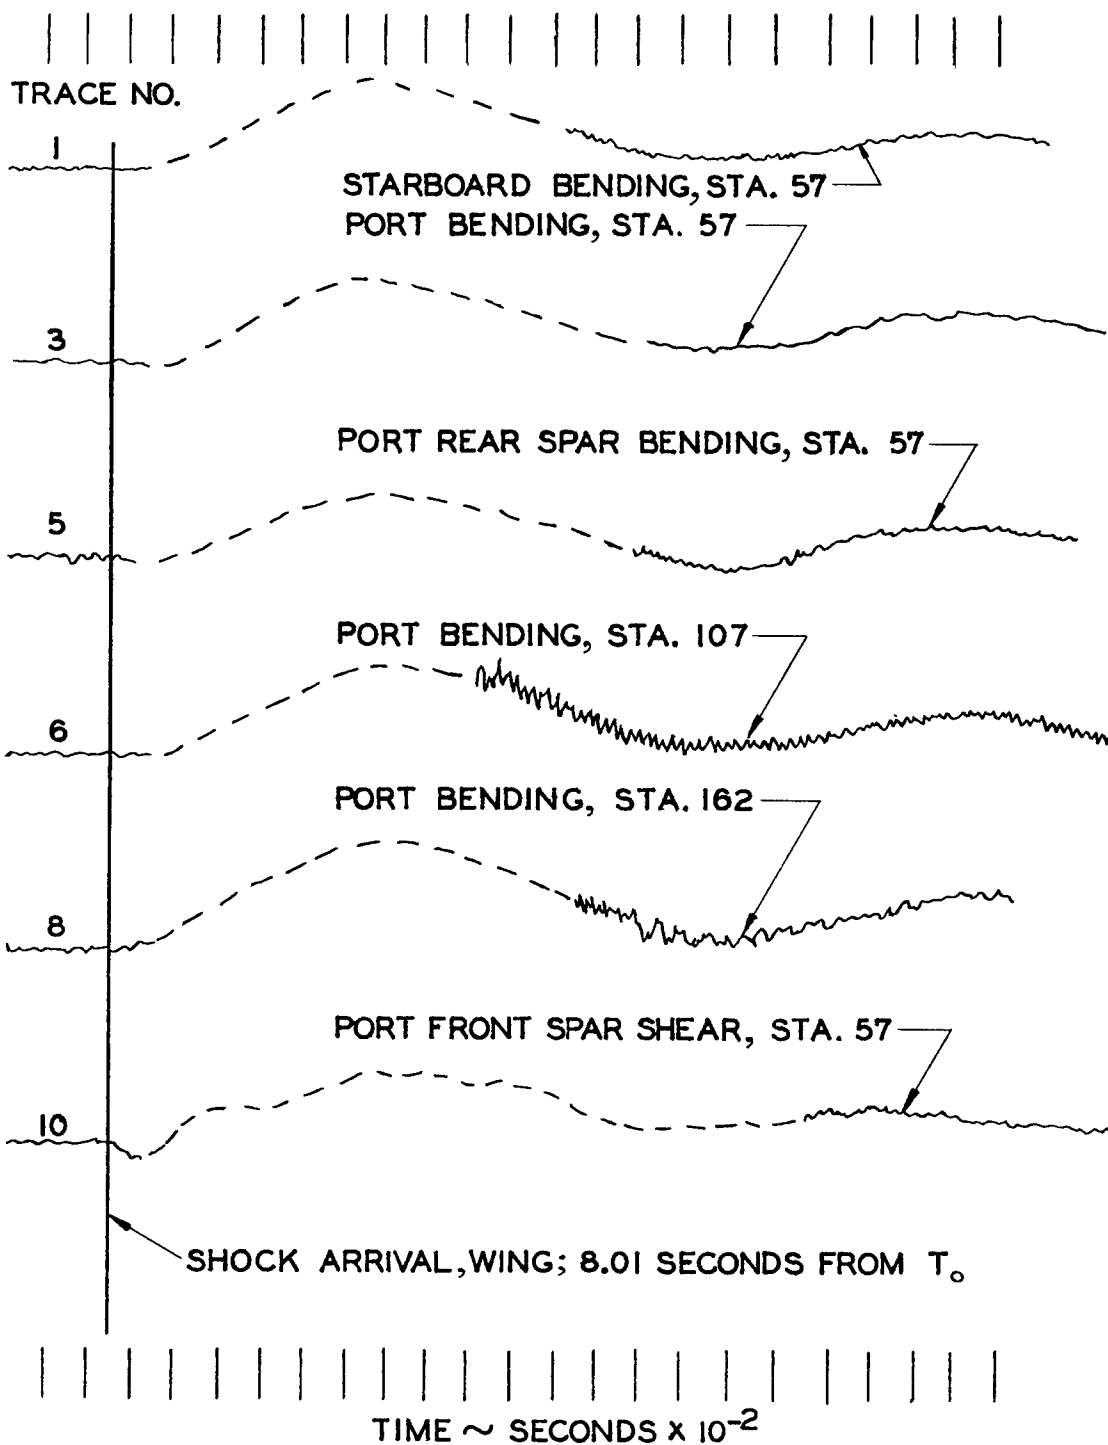 TRACE NO.
1
STARBOARD BENDING, STA. 57
PORT BENDING, STA. 57
3
PORT REAR SPAR BENDING, STA. 57
5
PORT BENDING, STA. 107
6
PORT BENDING, STA. 162
8
PORT FRONT SPAR SHEAR, STA. 57
10
SHOCK ARRIVAL, WING; 8.01 SECONDS FROM T₀
TIME ~ SECONDS x 10⁻²